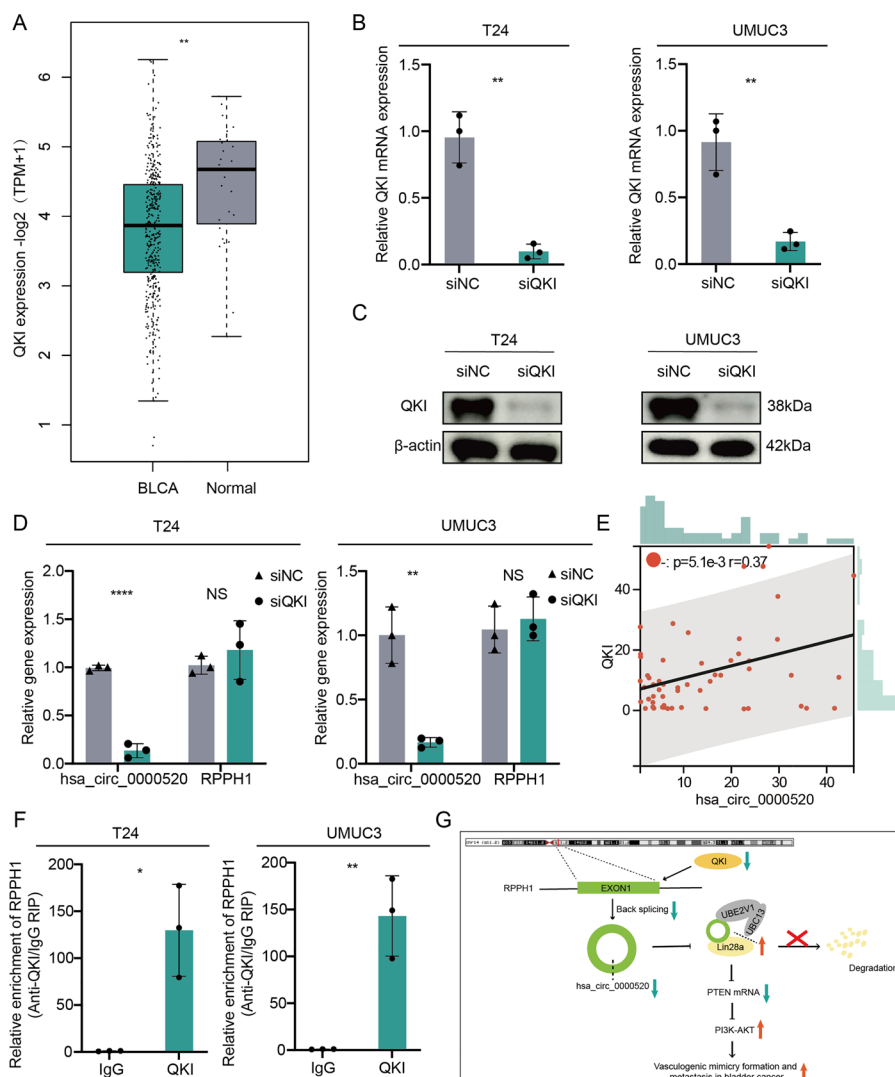 A
**
QKI expression -log2 (TPM+1)
6
5
4
3
2
1
BLCA
Normal
B
T24
UMUC3
Relative QKI mRNA expression
1.5
1.0
0.5
0.0
**
siNC
siQKI
Relative QKI mRNA expression
1.5
1.0
0.5
0.0
**
siNC
siQKI
C
T24
UMUC3
siNC siQKI
siNC siQKI
QKI
38kDa
β-actin
42kDa
D
T24
UMUC3
Relative gene expression
2.0
1.5
1.0
0.5
0.0
****
NS
siNC
siQKI
hsa_circ_0000520
RPPH1
Relative gene expression
1.5
1.0
0.5
0.0
**
NS
siNC
siQKI
hsa_circ_0000520
RPPH1
E
-: p=5.1e-3 r=0.37
QKI
40
20
0
10
20
30
40
hsa_circ_0000520
F
T24
UMUC3
Relative enrichment of RPPH1
(Anti-QKI/IgG RIP)
200
150
100
50
0
*
IgG
QKI
Relative enrichment of RPPH1
(Anti-QKI/IgG RIP)
200
150
100
50
0
**
IgG
QKI
G
QKI
RPPH1
EXON1
Back splicing
UBE2V1
UBC13
Lin28a
Degradation
hsa_circ_0000520
PTEN mRNA
PI3K-AKT
Vasculogenic mimicry formation and
metastasis in bladder cancer